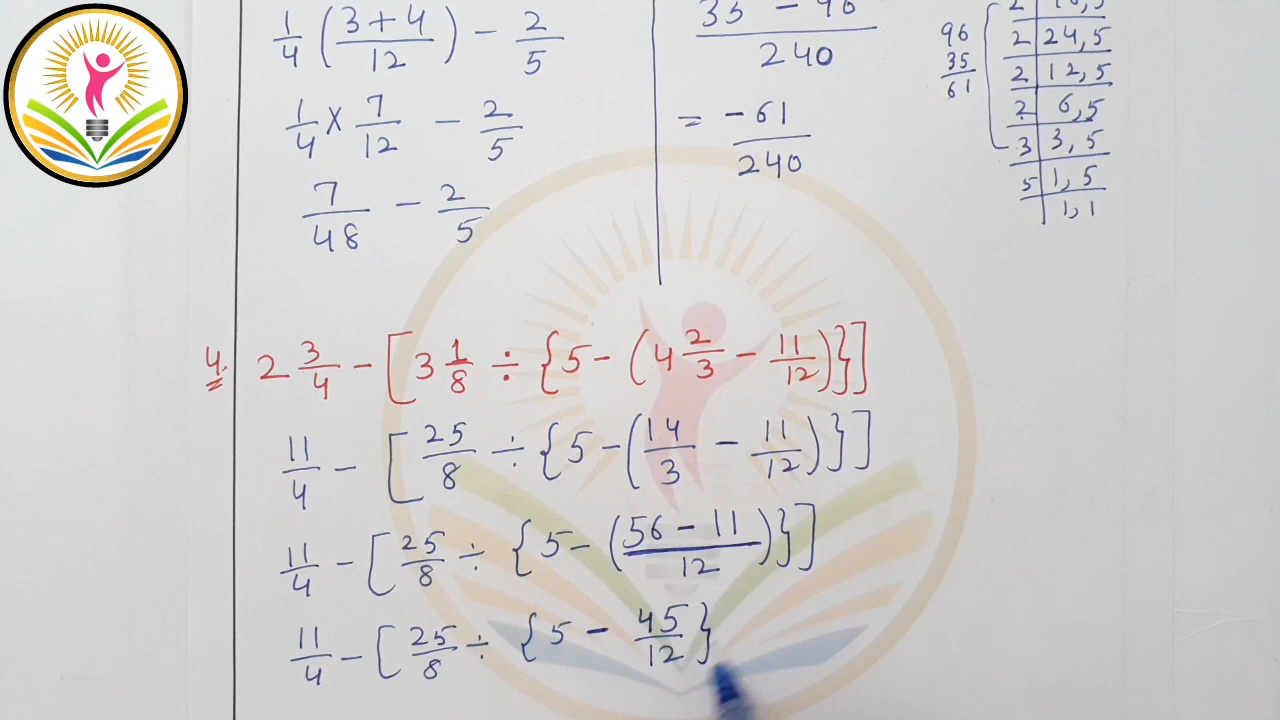 1/4 (3+4/12) - 2/5
1/4 x 7/12 - 2/5
7/48 - 2/5
240
= -61/240
96
35
61
2 | 24,5
2 | 12,5
2 | 6,5
3 | 3,5
5 | 1,5
1,1
4. 2 3/4 - [3 1/8 ÷ {5 - (4 2/3 - 11/12)}]
11/4 - [25/8 ÷ {5 - (14/3 - 11/12)}]
11/4 - [25/8 ÷ {5 - (56 - 11/12)}]
11/4 - [25/8 ÷ {5 - 45/12}